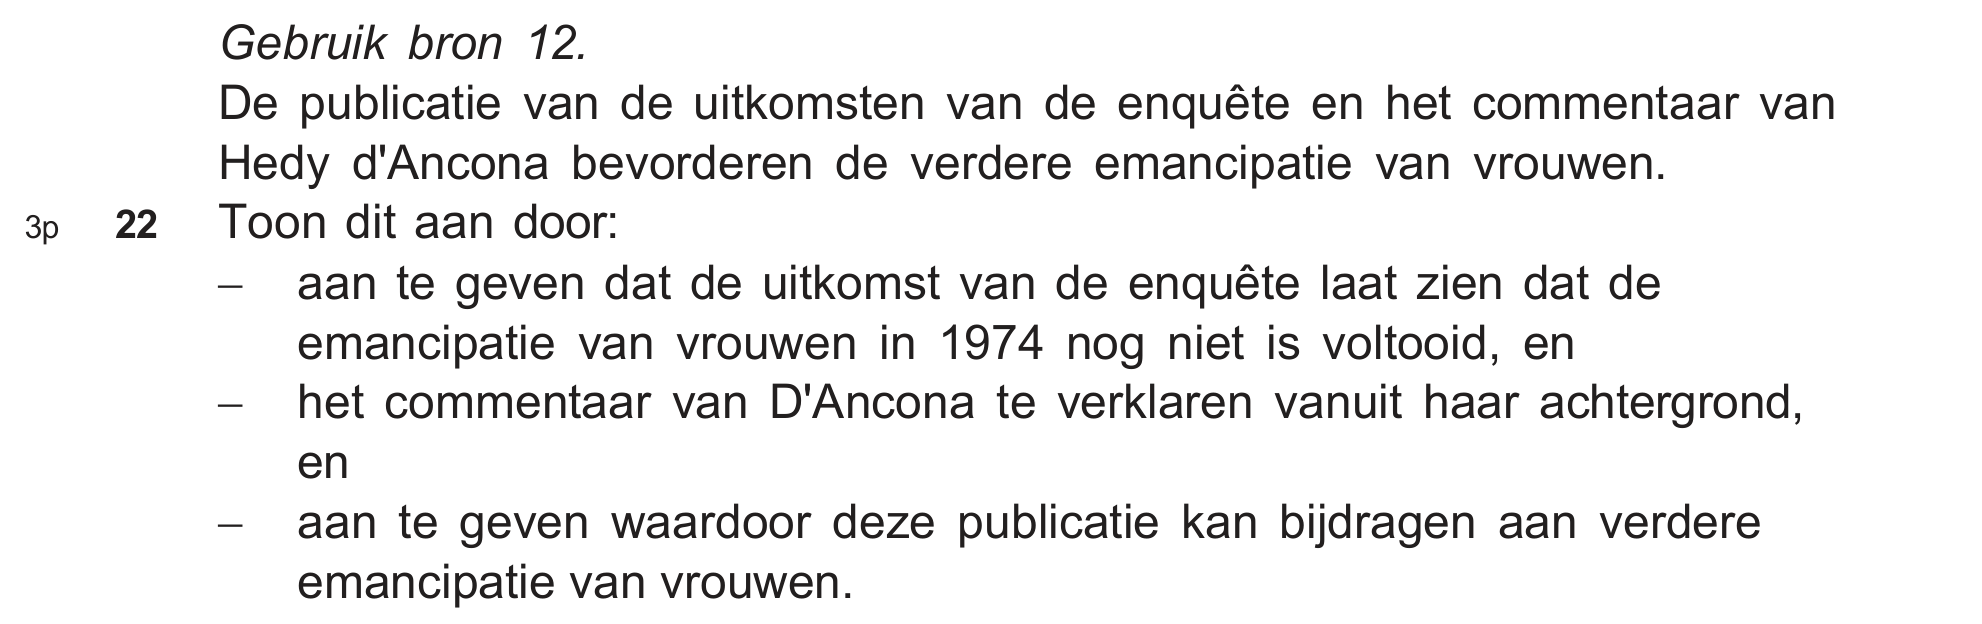 Gebruik bron 12.
De publicatie van de uitkomsten van de enquête en het commentaar van
Hedy d'Ancona bevorderen de verdere emancipatie van vrouwen.
3p 22 Toon dit aan door:
– aan te geven dat de uitkomst van de enquête laat zien dat de
emancipatie van vrouwen in 1974 nog niet is voltooid, en
– het commentaar van D'Ancona te verklaren vanuit haar achtergrond,
en
– aan te geven waardoor deze publicatie kan bijdragen aan verdere
emancipatie van vrouwen.